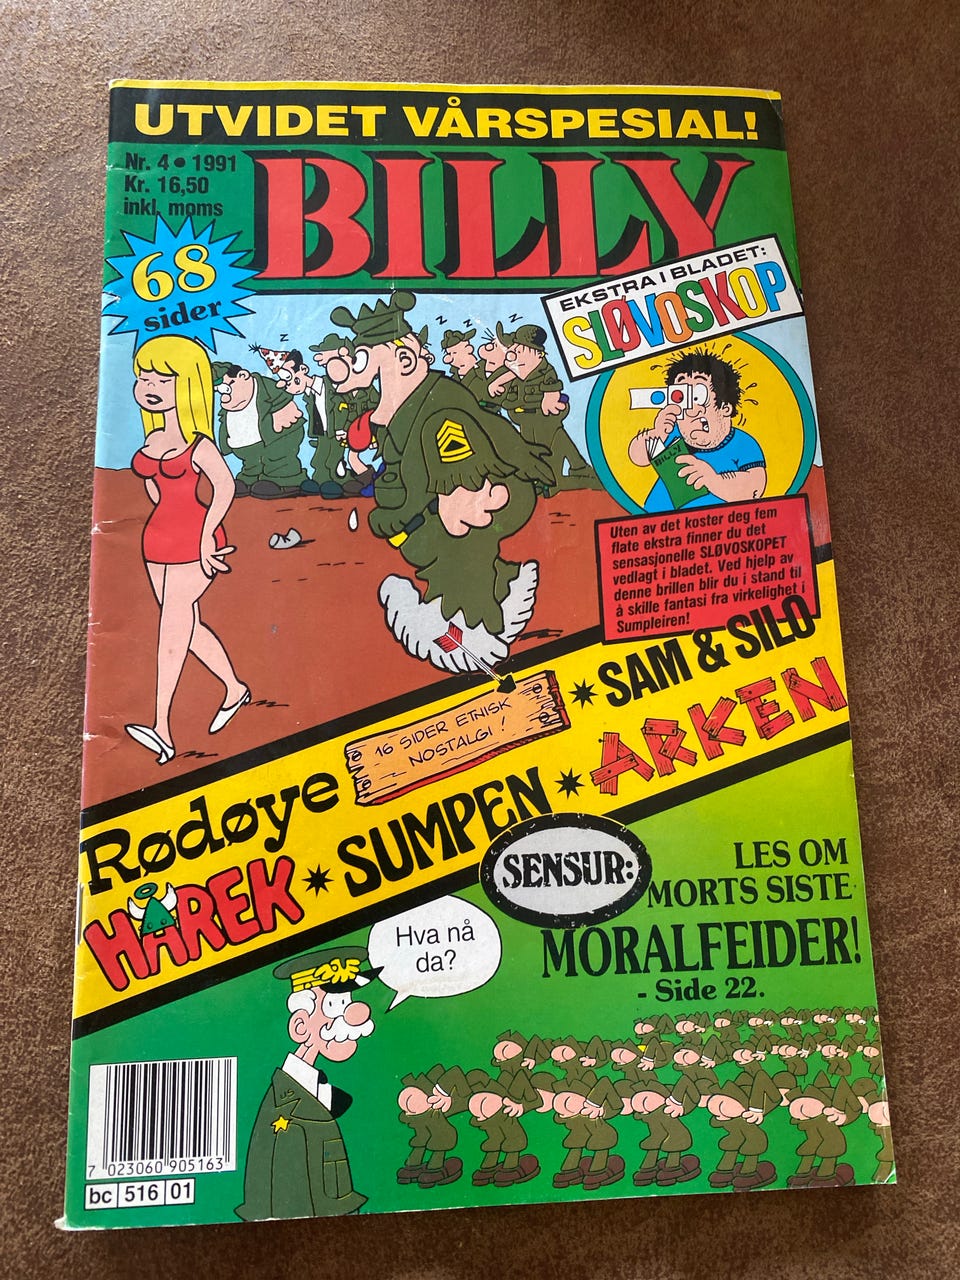 UTVIDET VÅRSPESIAL!
Nr. 4 • 1991
Kr. 16,50
inkl. moms
BILLY
68
sider
EKSTRA I BLADET:
SLØVOSKOP
z
z
z
z
z
BILLY
Uten av det koster deg fem
flate ekstra finner du det
sensasjonelle SLØVOSKOPET
vedlagt i bladet. Ved hjelp av
denne brillen blir du i stand til
å skille fantasi fra virkelighet i
Sumpleiren!
16 SIDER ETNISK
NOSTALGI!
* SAM & SILO
Rødøye
* ARKEN
HÅREK * SUMPEN
SENSUR:
LES OM
MORTS SISTE
MORALFEIDER!
- Side 22.
Hva nå
da?
US
7 023060 905163
bc 516 01